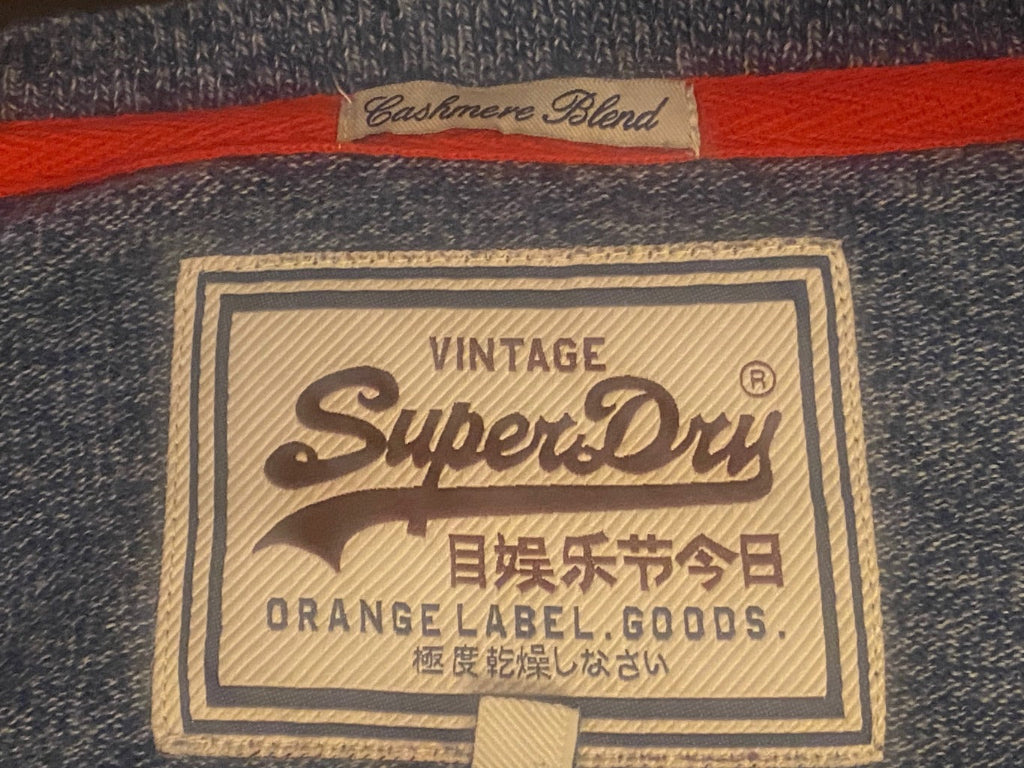 Cashmere Blend
VINTAGE
SuperDry ®
目娱乐节今日
ORANGE LABEL. GOODS.
極度乾燥しなさい